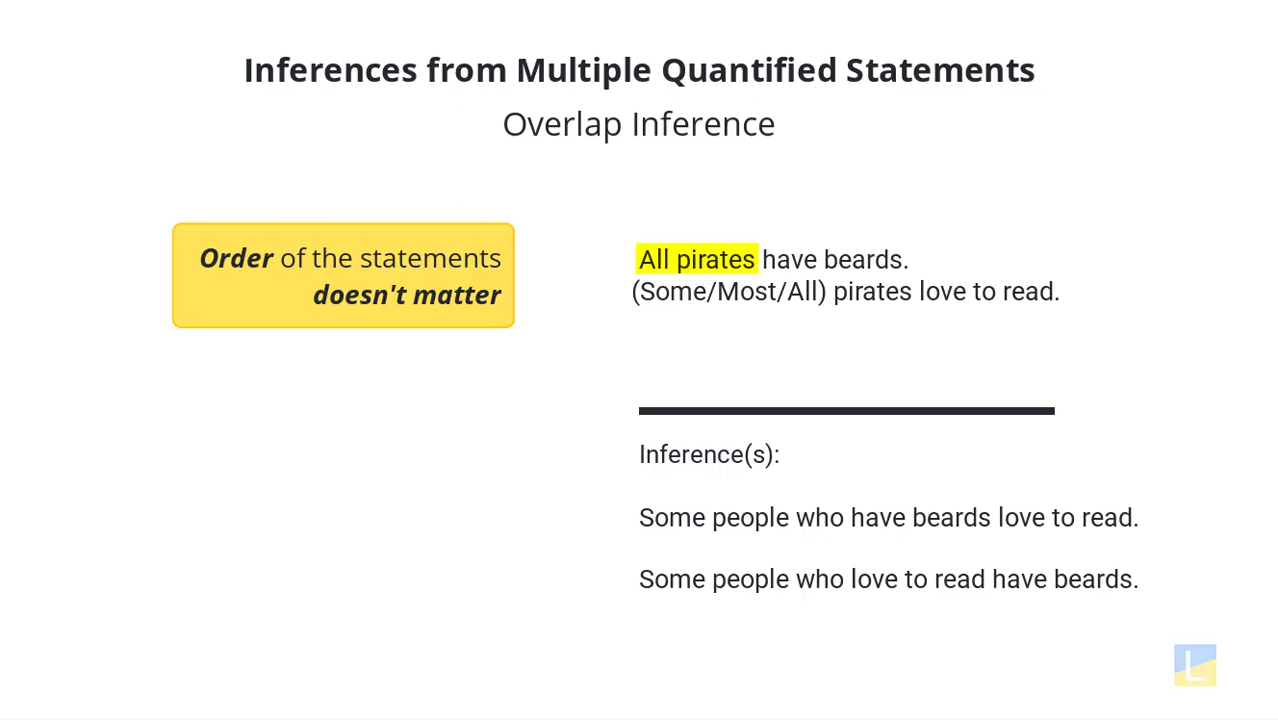 Inferences from Multiple Quantified Statements
Overlap Inference
Order of the statements
doesn't matter
All pirates have beards.
(Some/Most/All) pirates love to read.
Inference(s):
Some people who have beards love to read.
Some people who love to read have beards.
L